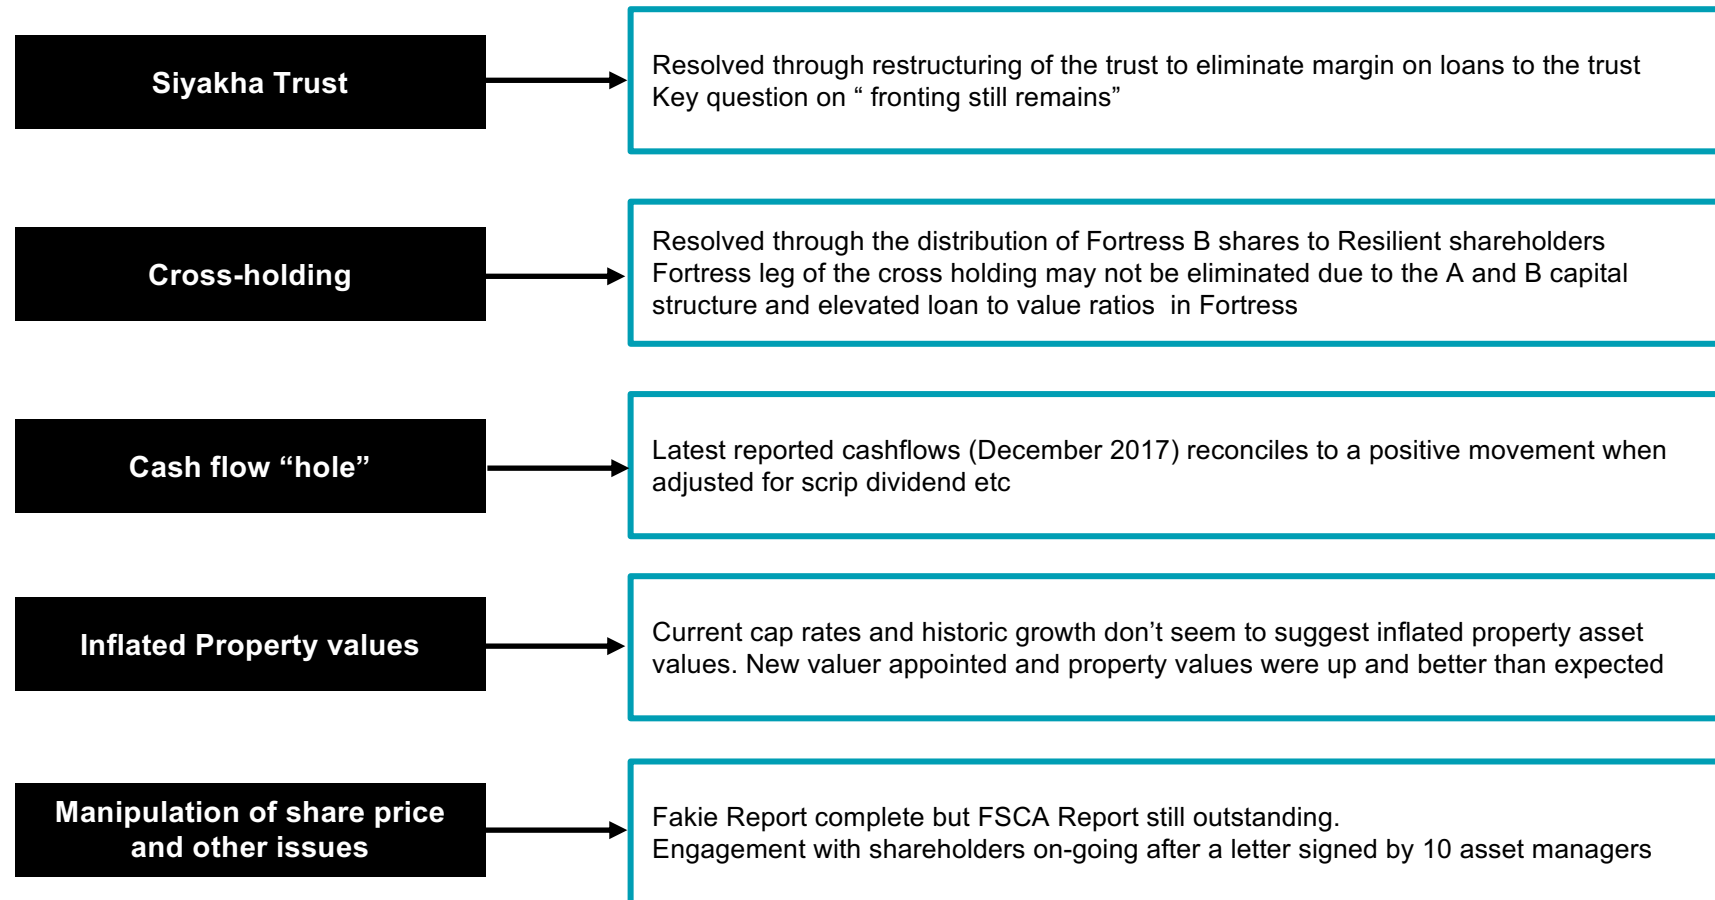 Siyakha Trust
Resolved through restructuring of the trust to eliminate margin on loans to the trust
Key question on “ fronting still remains”
Cross-holding
Resolved through the distribution of Fortress B shares to Resilient shareholders
Fortress leg of the cross holding may not be eliminated due to the A and B capital
structure and elevated loan to value ratios  in Fortress
Cash flow “hole”
Latest reported cashflows (December 2017) reconciles to a positive movement when
adjusted for scrip dividend etc
Inflated Property values
Current cap rates and historic growth don’t seem to suggest inflated property asset
values. New valuer appointed and property values were up and better than expected
Manipulation of share price
and other issues
Fakie Report complete but FSCA Report still outstanding.
Engagement with shareholders on-going after a letter signed by 10 asset managers